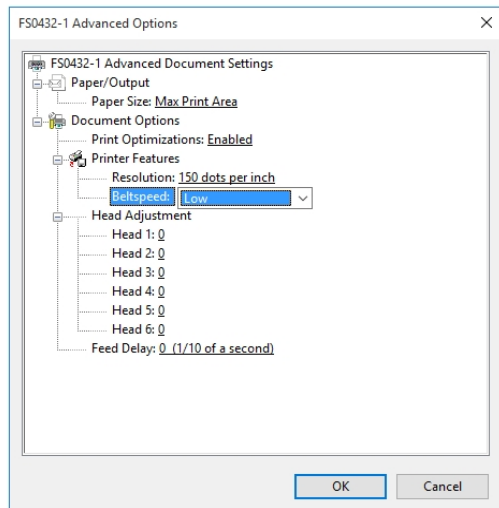 FS0432-1 Advanced Options
FS0432-1 Advanced Document Settings
Paper/Output
Paper Size: Max Print Area
Document Options
Print Optimizations: Enabled
Printer Features
Resolution: 150 dots per inch
Beltspeed: Low
Head Adjustment
Head 1: 0
Head 2: 0
Head 3: 0
Head 4: 0
Head 5: 0
Head 6: 0
Feed Delay: 0 (1/10 of a second)
OK Cancel